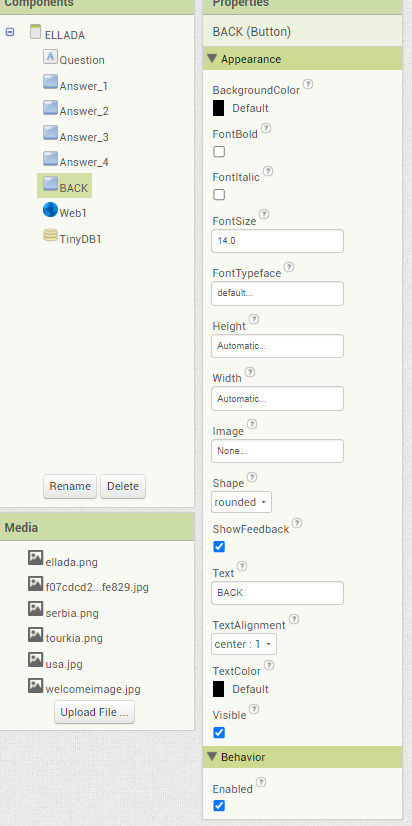 Components
ELLADA
Question
Answer_1
Answer_2
Answer_3
Answer_4
BACK
Web1
TinyDB1
Rename
Delete
Media
ellada.png
f07cdcd2...fe829.jpg
serbia.png
tourkia.png
usa.jpg
welcomeimage.jpg
Upload File ...
Properties
BACK (Button)
Appearance
BackgroundColor ?
Default
FontBold ?
FontItalic ?
FontSize ?
14.0
FontTypeface ?
default...
Height ?
Automatic...
Width ?
Automatic...
Image ?
None...
Shape ?
rounded
ShowFeedback ?
Text ?
BACK
TextAlignment ?
center : 1
TextColor ?
Default
Visible ?
Behavior
Enabled ?